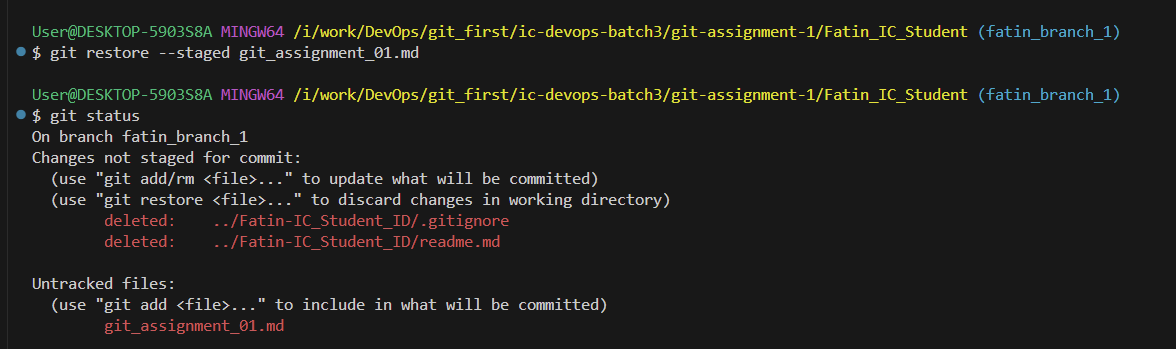 User@DESKTOP-5903S8A MINGW64 /i/work/DevOps/git_first/ic-devops-batch3/git-assignment-1/Fatin_IC_Student (fatin_branch_1)
$ git restore --staged git_assignment_01.md
User@DESKTOP-5903S8A MINGW64 /i/work/DevOps/git_first/ic-devops-batch3/git-assignment-1/Fatin_IC_Student (fatin_branch_1)
$ git status
On branch fatin_branch_1
Changes not staged for commit:
  (use "git add/rm <file>..." to update what will be committed)
  (use "git restore <file>..." to discard changes in working directory)
        deleted:    ../Fatin-IC_Student_ID/.gitignore
        deleted:    ../Fatin-IC_Student_ID/readme.md
Untracked files:
  (use "git add <file>..." to include in what will be committed)
        git_assignment_01.md